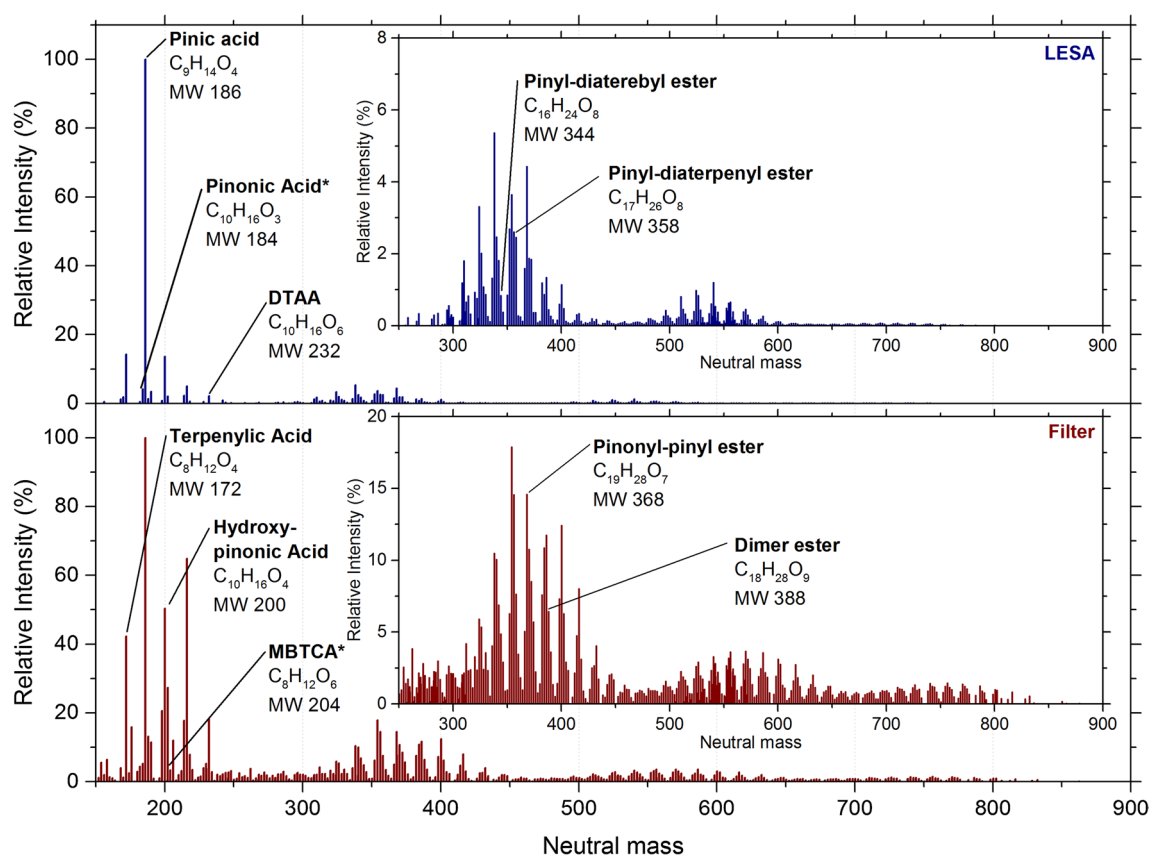 Relative Intensity (%)
100
80
60
40
20
0
Pinic acid
C₉H₁₄O₄
MW 186
Pinonic Acid*
C₁₀H₁₆O₃
MW 184
DTAA
C₁₀H₁₆O₆
MW 232
LESA
Relative Intensity (%)
8
6
4
2
0
Pinyl-diaterebyl ester
C₁₆H₂₄O₈
MW 344
Pinyl-diaterpenyl ester
C₁₇H₂₆O₈
MW 358
300 400 500 600 700 800 900
Neutral mass
Relative Intensity (%)
100
80
60
40
20
0
Terpenylic Acid
C₈H₁₂O₄
MW 172
Hydroxy-
pinonic Acid
C₁₀H₁₆O₄
MW 200
MBTCA*
C₈H₁₂O₆
MW 204
Filter
Relative Intensity (%)
20
15
10
5
0
Pinonyl-pinyl ester
C₁₉H₂₈O₇
MW 368
Dimer ester
C₁₈H₂₈O₉
MW 388
300 400 500 600 700 800 900
Neutral mass
200 300 400 500 600 700 800 900
Neutral mass